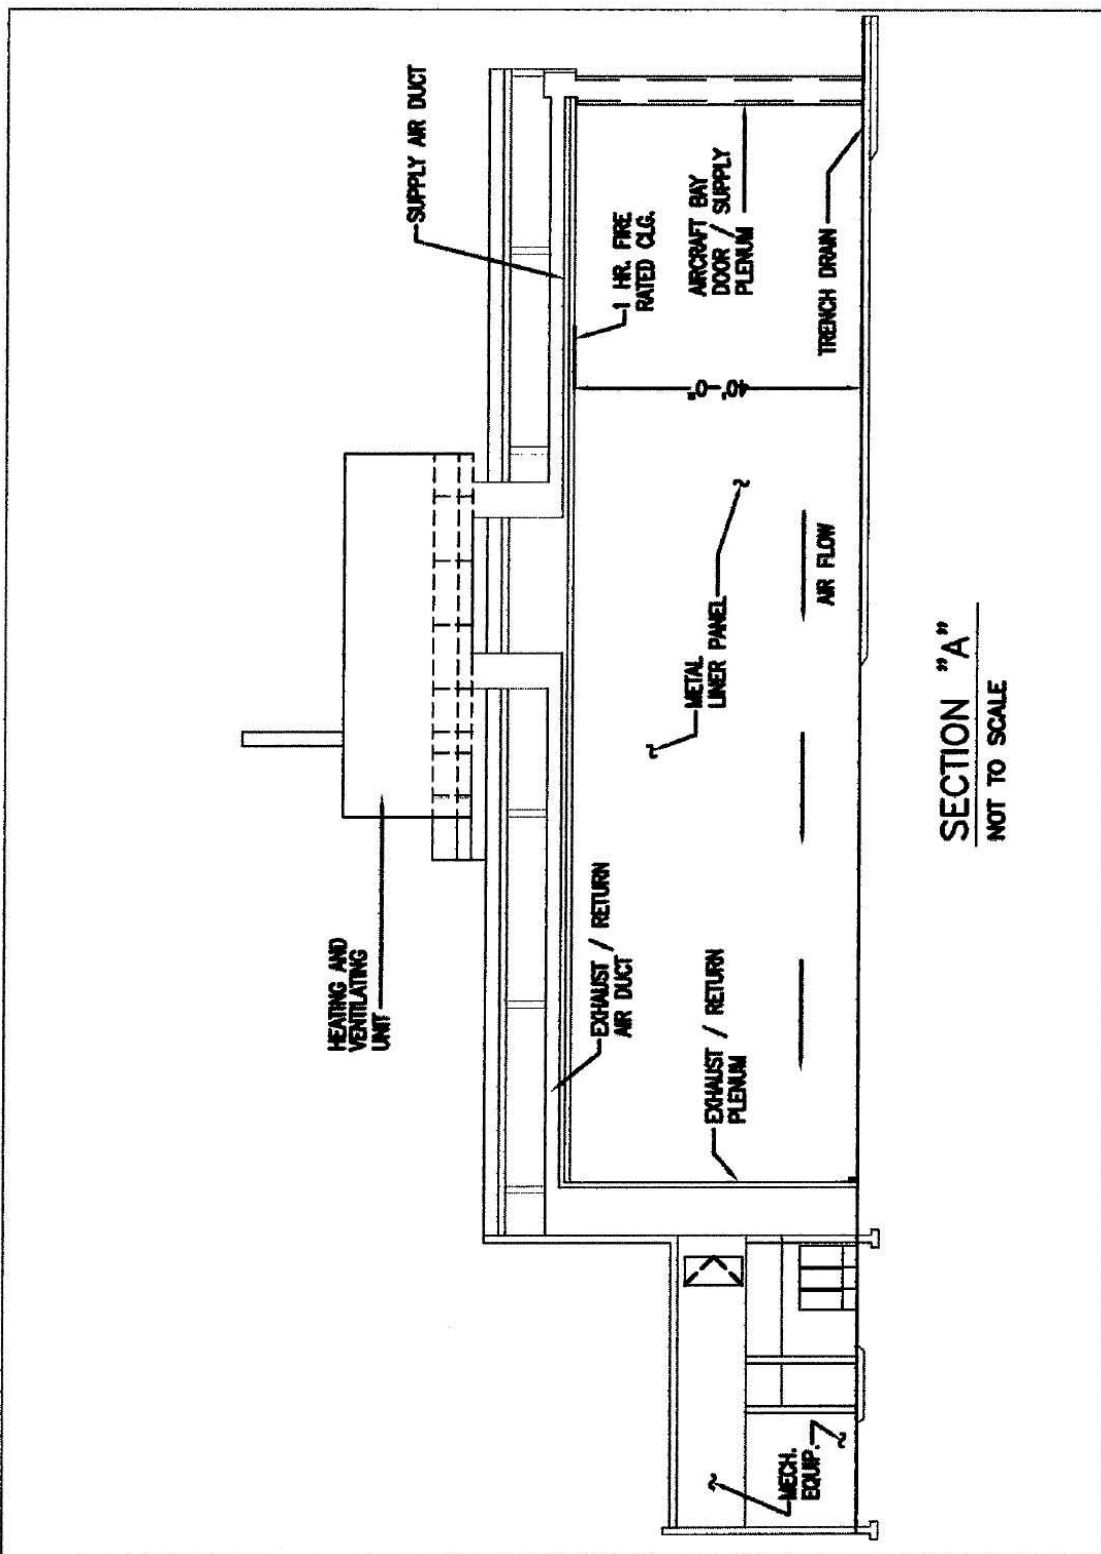 HEATING AND
VENTILATING
UNIT
SUPPLY AIR DUCT
EXHAUST / RETURN
AIR DUCT
1 HR. FIRE
RATED CLG.
EXHAUST / RETURN
PLENUM
METAL
LINER PANEL
40'-0"
AIRCRAFT BAY
DOOR / SUPPLY
PLENUM
MECH.
EQUIP.
AIR FLOW
TRENCH DRAIN
SECTION "A"
NOT TO SCALE